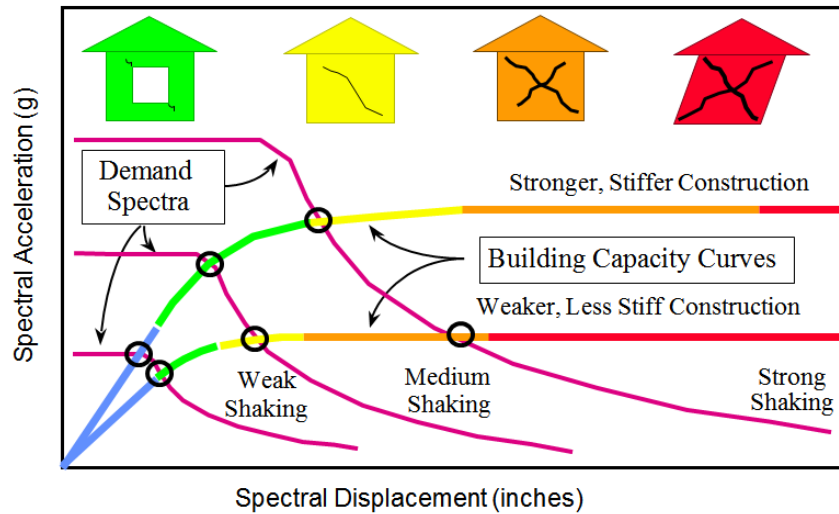 Spectral Acceleration (g)
Demand
Spectra
Stronger, Stiffer Construction
Building Capacity Curves
Weaker, Less Stiff Construction
Weak
Shaking
Medium
Shaking
Strong
Shaking
Spectral Displacement (inches)